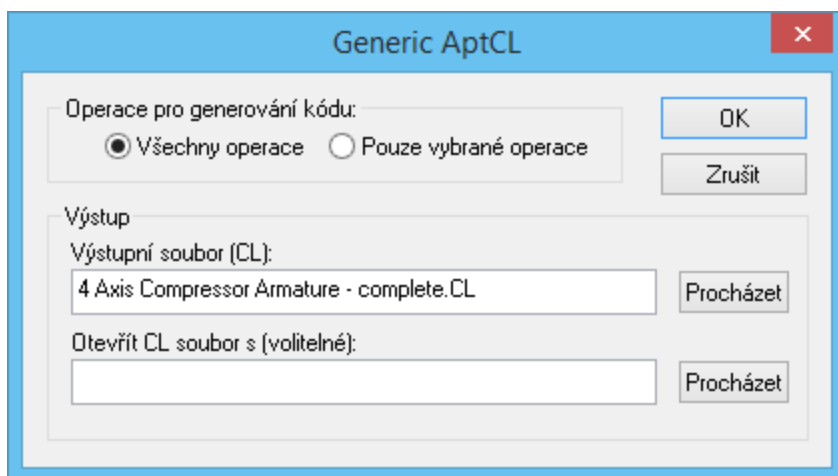 Generic AptCL
Operace pro generování kódu:
Všechny operace Pouze vybrané operace
OK
Zrušit
Výstup
Výstupní soubor (CL):
4 Axis Compressor Armature - complete.CL
Procházet
Otevřít CL soubor s (volitelné):
Procházet